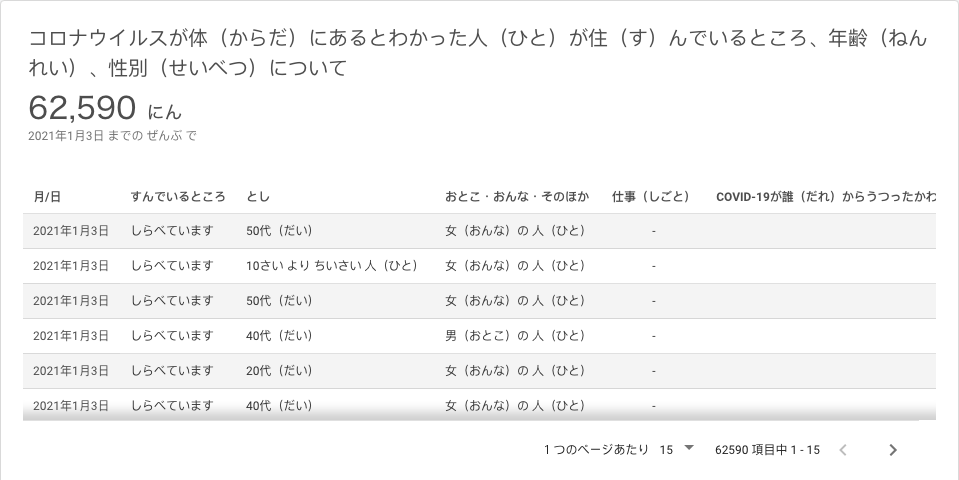 コロナウイルスが体（からだ）にあるとわかった人（ひと）が住（す）んでいるところ、年齢（ねん
れい）、性別（せいべつ）について
62,590 にん
2021年1月3日 までの ぜんぶ で
月/日 すんでいるところ とし おとこ・おんな・そのほか 仕事（しごと） COVID-19が誰（だれ）からうつったかわ
2021年1月3日 しらべています 50代（だい） 女（おんな）の 人（ひと） -
2021年1月3日 しらべています 10さい より ちいさい 人（ひと） 女（おんな）の 人（ひと） -
2021年1月3日 しらべています 50代（だい） 女（おんな）の 人（ひと） -
2021年1月3日 しらべています 40代（だい） 男（おとこ）の 人（ひと） -
2021年1月3日 しらべています 20代（だい） 女（おんな）の 人（ひと） -
2021年1月3日 しらべています 40代（だい） 女（おんな）の 人（ひと） -
1 つのページあたり 15 62590 項目中 1 - 15